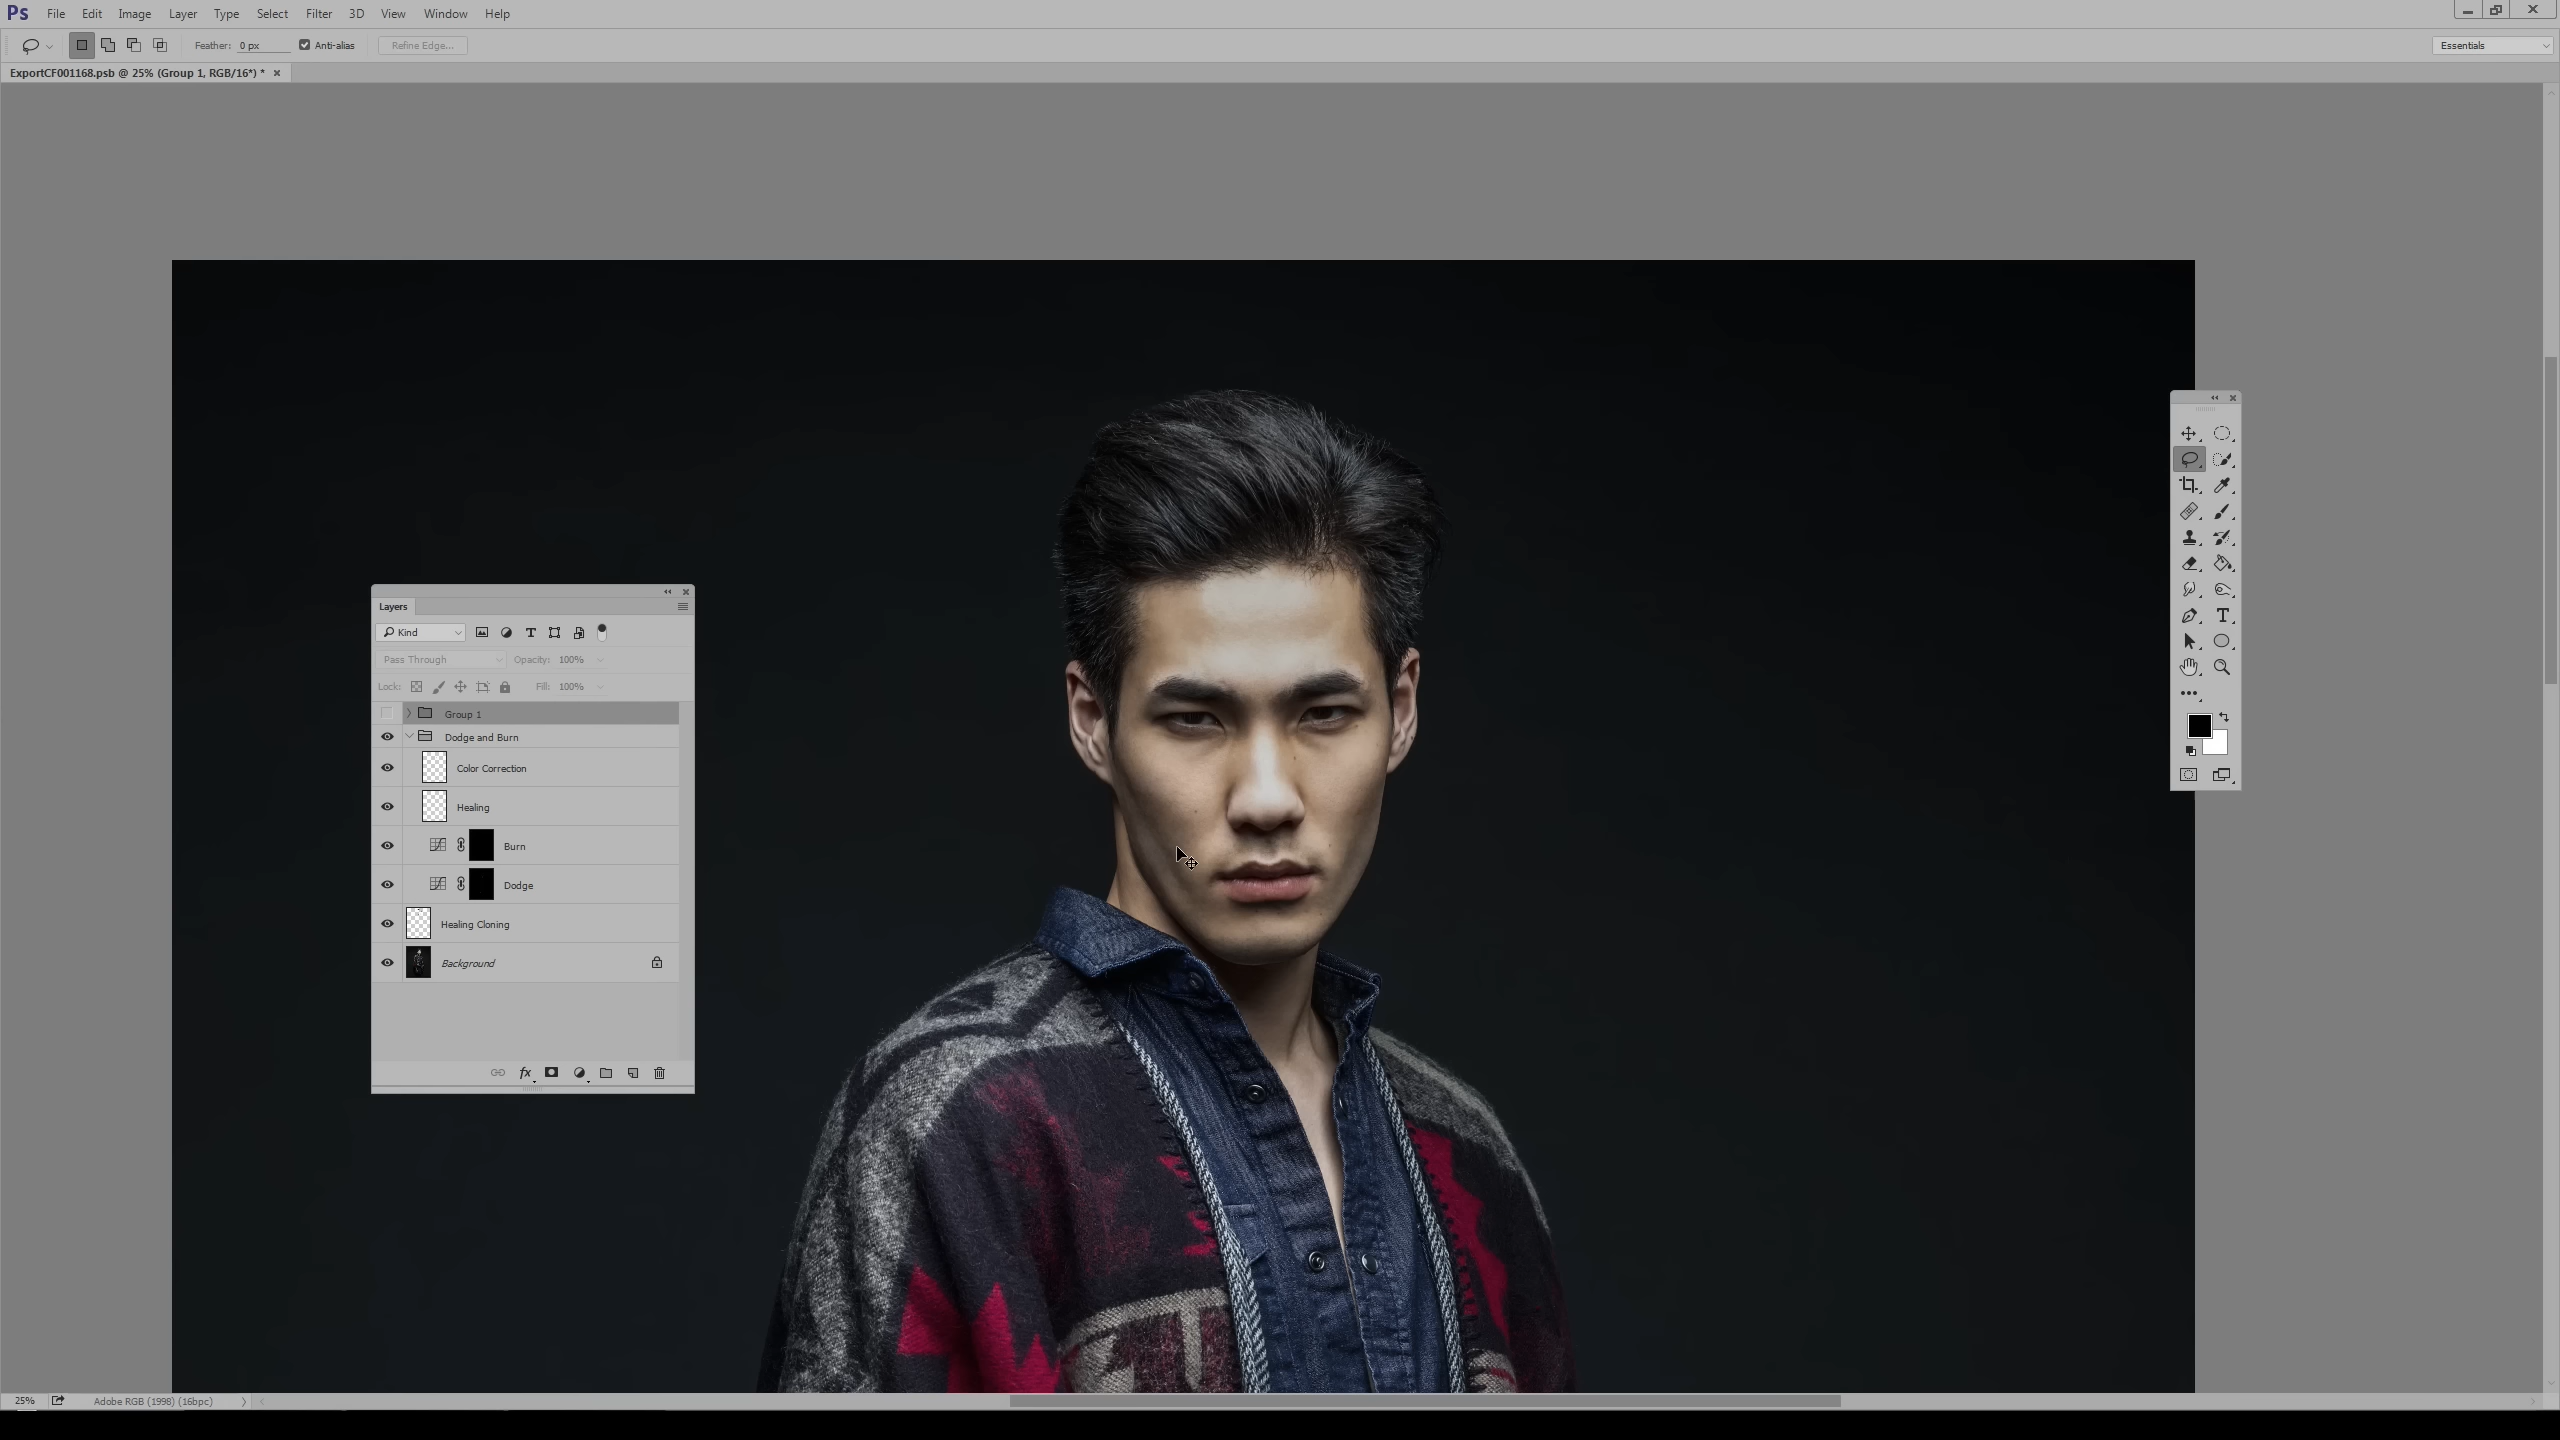 Ps File Edit Image Layer Type Select Filter 3D View Window Help
Feather: 0 px Anti-alias Refine Edge... Essentials
ExportCF001168.psb @ 25% (Group 1, RGB/16*) *
Layers
Kind
Pass Through Opacity: 100%
Lock: Fill: 100%
Group 1
Dodge and Burn
Color Correction
Healing
Burn
Dodge
Healing Cloning
Background
fx
25% Adobe RGB (1998) (16bpc)